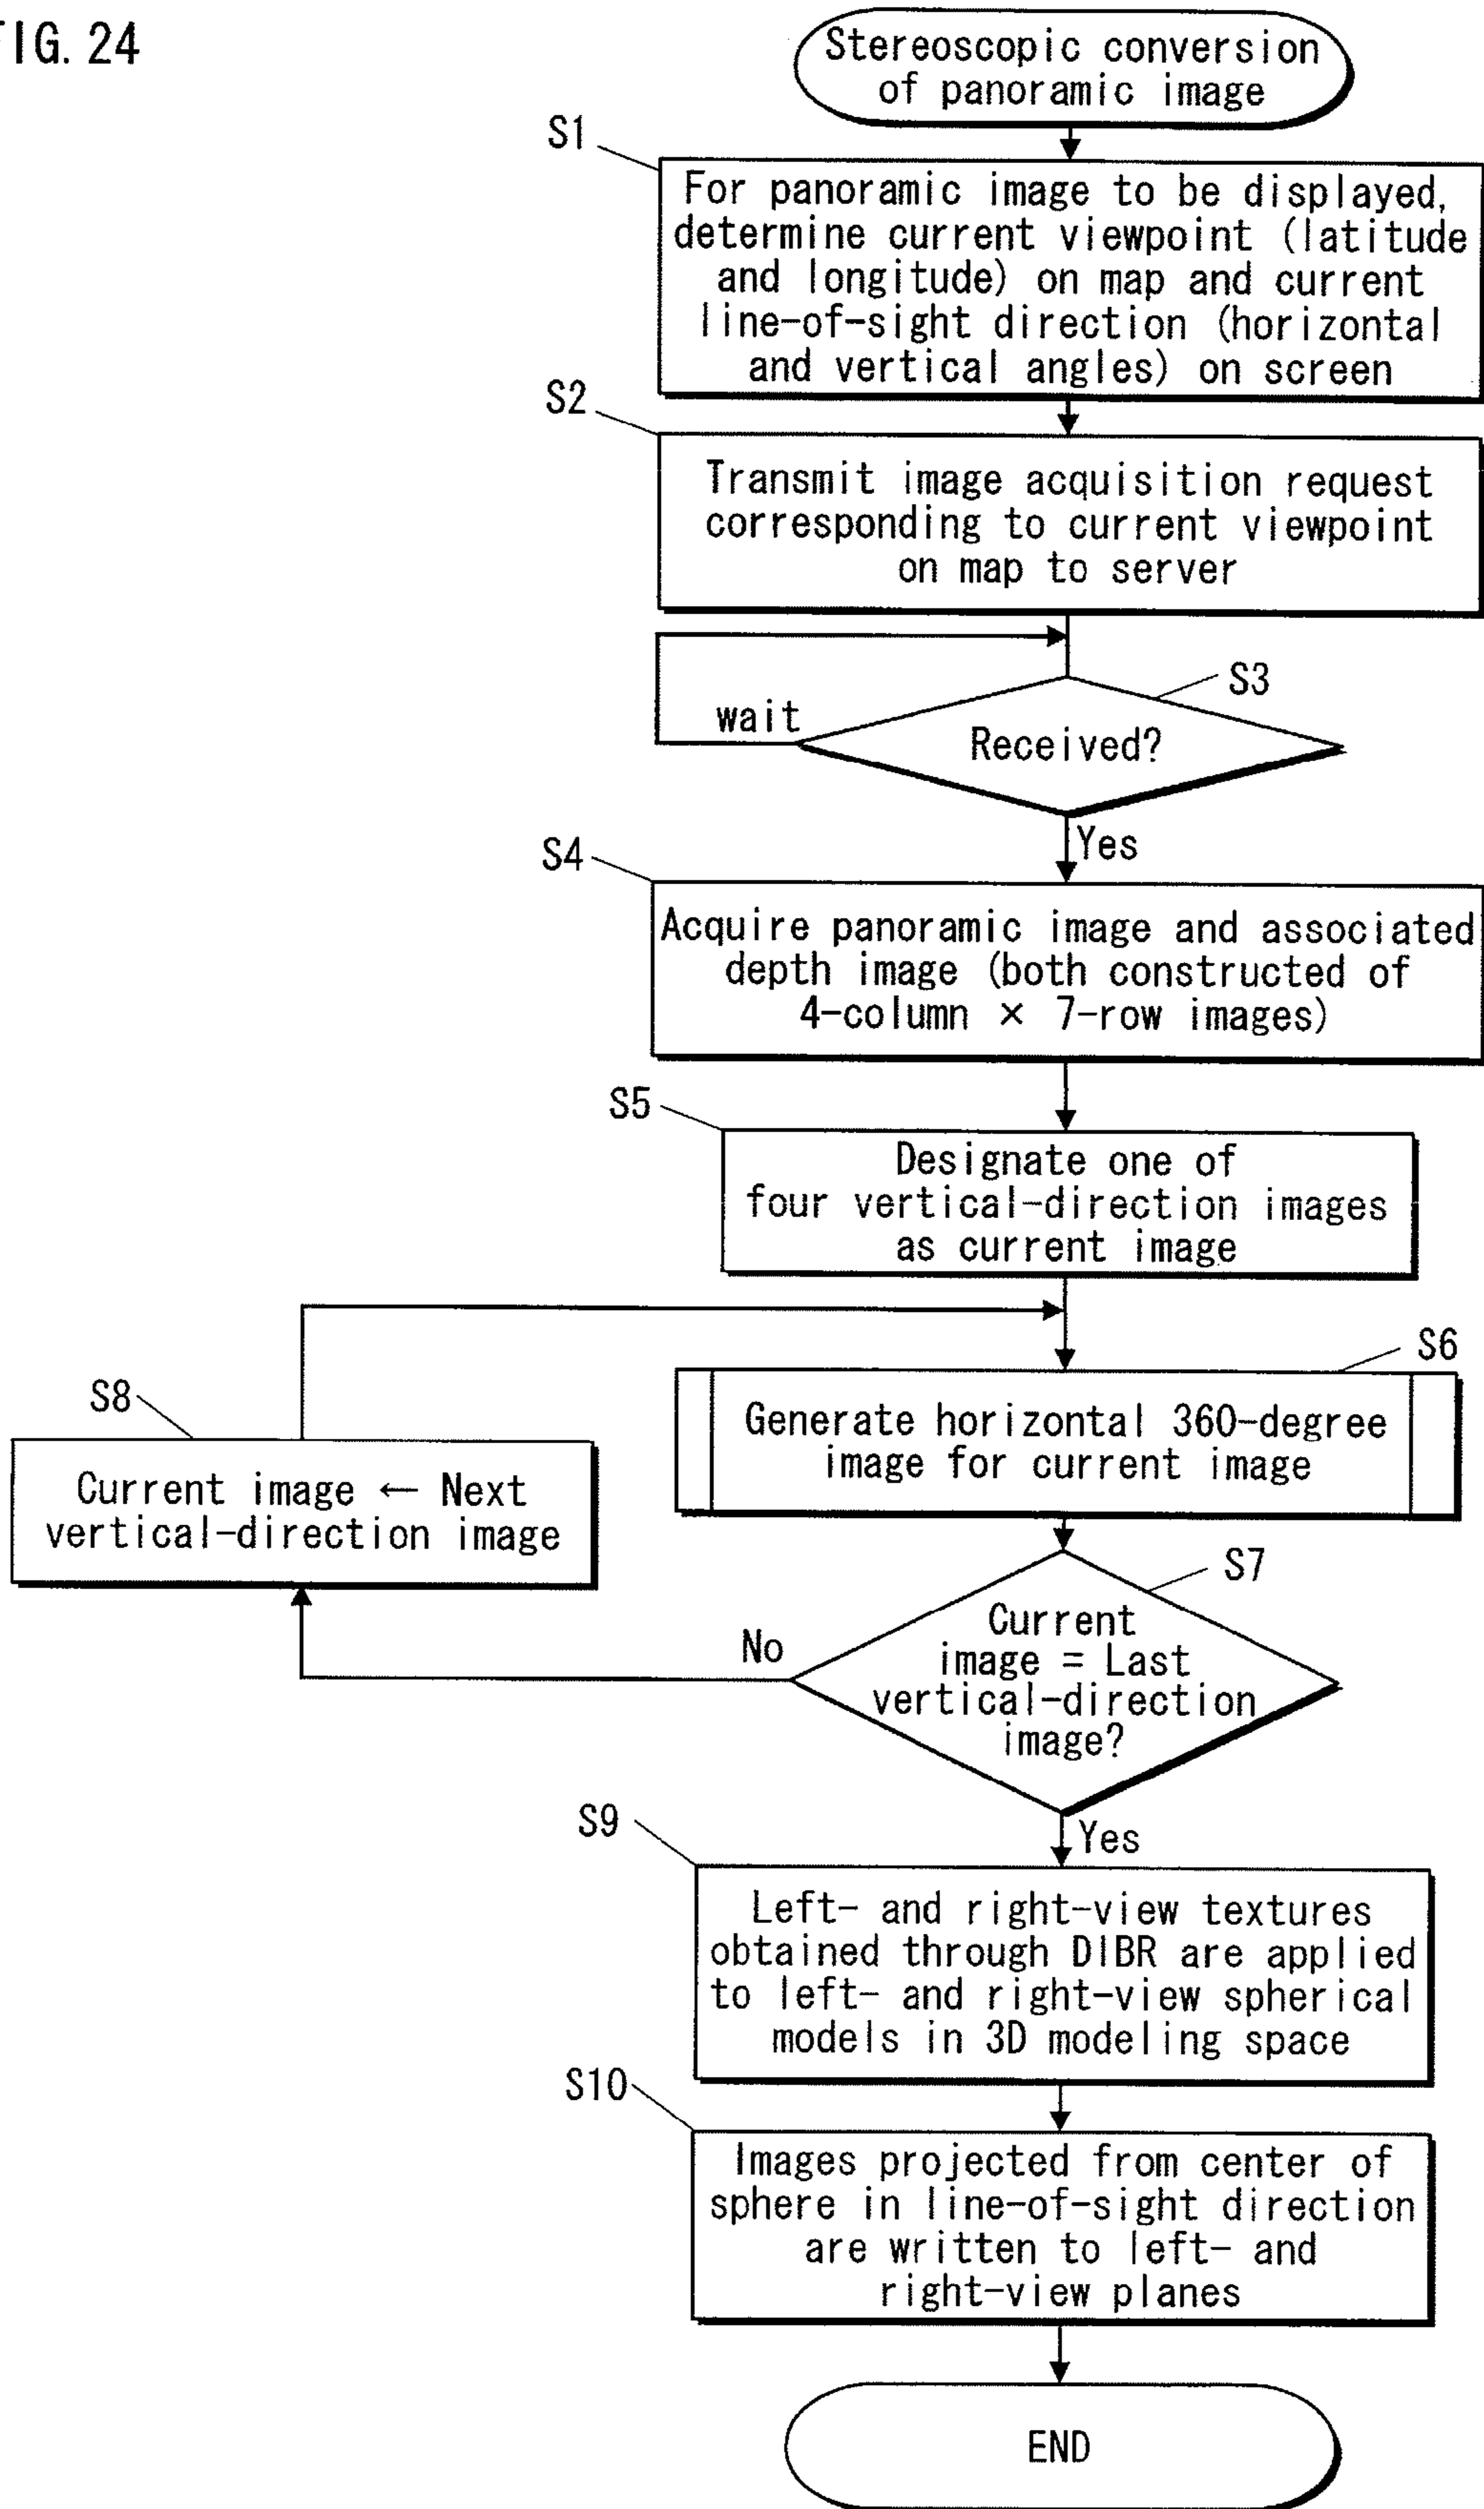 FIG. 24
Stereoscopic conversion
of panoramic image
S1
For panoramic image to be displayed,
determine current viewpoint (latitude
and longitude) on map and current
line-of-sight direction (horizontal
and vertical angles) on screen
S2
Transmit image acquisition request
corresponding to current viewpoint
on map to server
S3
wait
Received?
Yes
S4
Acquire panoramic image and associated
depth image (both constructed of
4-column × 7-row images)
S5
Designate one of
four vertical-direction images
as current image
S6
Generate horizontal 360-degree
image for current image
S8
Current image ← Next
vertical-direction image
S7
No
Current
image = Last
vertical-direction
image?
Yes
S9
Left- and right-view textures
obtained through DIBR are applied
to left- and right-view spherical
models in 3D modeling space
S10
Images projected from center of
sphere in line-of-sight direction
are written to left- and
right-view planes
END